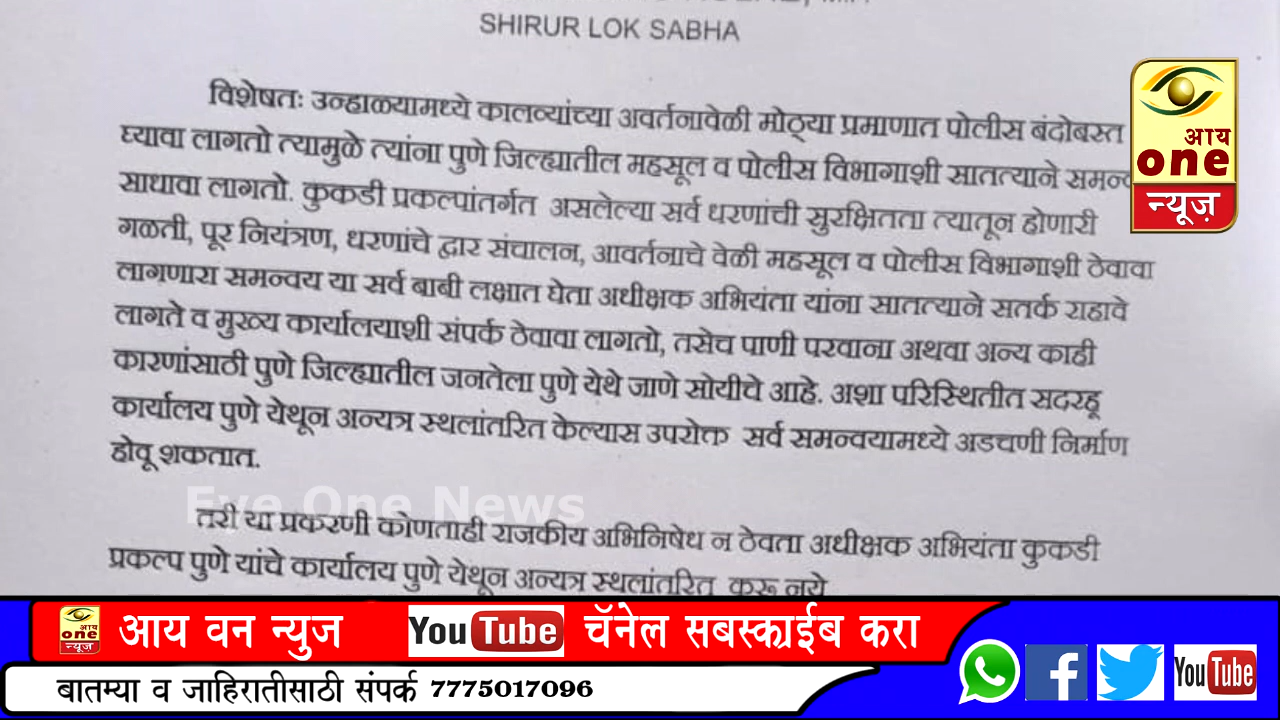 SHIRUR LOK SABHA
विशेषतः उन्हाळ्यामध्ये कालव्यांच्या अवर्तनावेळी मोठ्या प्रमाणात पोलीस बंदोबस्त
घ्यावा लागतो त्यामुळे त्यांना पुणे जिल्ह्यातील महसूल व पोलीस विभागाशी सातत्याने
साधावा लागतो. कुकडी प्रकल्पांतर्गत असलेल्या सर्व धरणांची सुरक्षितता त्यातून होणारी
गळती, पूर नियंत्रण, धरणांचे द्वार संचालन, आवर्तनाचे वेळी महसूल व पोलीस विभागाशी ठेवावा
लागणारा समन्वय या सर्व बाबी लक्षात घेता अधीक्षक अभियंता यांना सातत्याने सतर्क राहावे
लागते व मुख्य कार्यालयाशी संपर्क ठेवावा लागतो, तसेच पाणी परवाना अथवा अन्य काही
कारणांसाठी पुणे जिल्ह्यातील जनतेला पुणे येथे जाणे सोयीचे आहे. अशा परिस्थितीत सदरहू
कार्यालय पुणे येथून अन्यत्र स्थलांतरित केल्यास उपरोक्त सर्व समन्वयामध्ये अडचणी निर्माण
होवू शकतात.
Eye One News
तरी या प्रकरणी कोणताही राजकीय अभिनिषेध न ठेवता अधीक्षक अभियंता कुकडी
प्रकल्प पुणे यांचे कार्यालय पुणे येथून अन्यत्र स्थलांतरित करू नये
आय
one
न्यूज़
आय
one
न्यूज़
आय वन न्युज YouTube चॅनेल सबस्क्राईब करा
बातम्या व जाहिरातीसाठी संपर्क 7775017096
YouTube